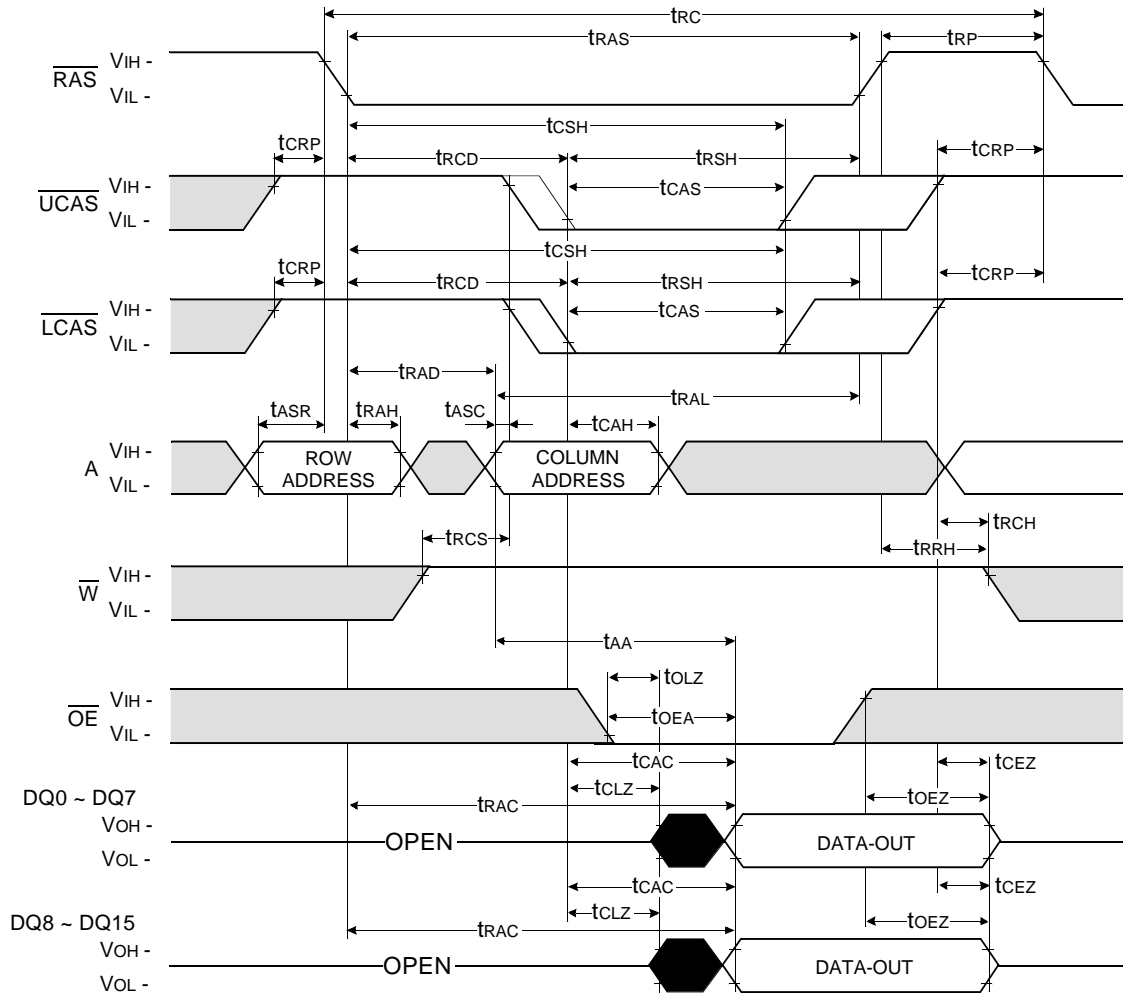 tRC
tRAS tRP
RAS VIH -
VIL -
tCSH
tCRP tRCD tRSH tCRP
UCAS VIH - tCAS
VIL -
tCSH
tCRP tRCD tRSH tCRP
LCAS VIH - tCAS
VIL -
tRAD
tRAL
tASR tRAH tASC tCAH
A VIH - ROW ADDRESS COLUMN ADDRESS
VIL -
tRCH
tRCS tRRH
W VIH -
VIL -
tAA
tOLZ
OE VIH - tOEA
VIL -
tCAC tCEZ
tCLZ tOEZ
DQ0 ~ DQ7 tRAC
VOH - OPEN DATA-OUT
VOL -
tCAC tCEZ
tCLZ tOEZ
DQ8 ~ DQ15 tRAC
VOH - OPEN DATA-OUT
VOL -